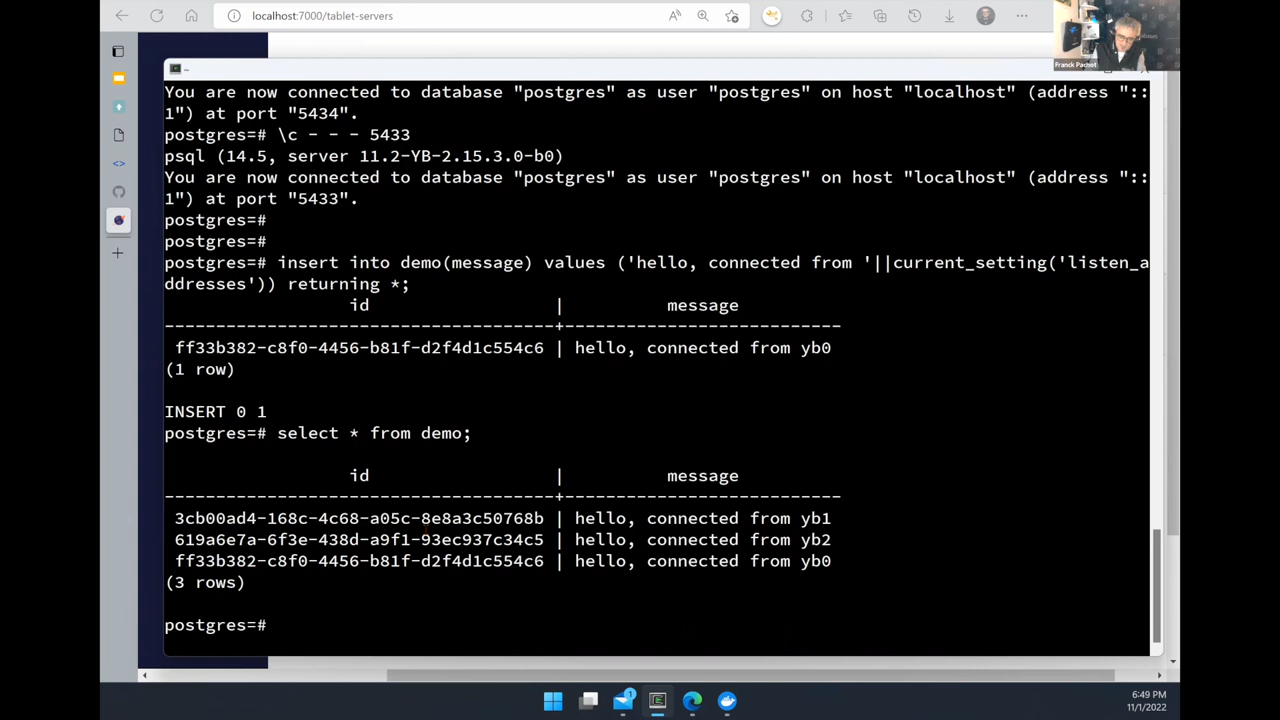 localhost:7000/tablet-servers
Franck Pachot
You are now connected to database "postgres" as user "postgres" on host "localhost" (address "::
1") at port "5434".
postgres=# \c - - - 5433
psql (14.5, server 11.2-YB-2.15.3.0-b0)
You are now connected to database "postgres" as user "postgres" on host "localhost" (address "::
1") at port "5433".
postgres=#
postgres=#
postgres=# insert into demo(message) values ('hello, connected from '||current_setting('listen_a
ddresses')) returning *;
id | message
--------------------------------------+--------------------------
ff33b382-c8f0-4456-b81f-d2f4d1c554c6 | hello, connected from yb0
(1 row)
INSERT 0 1
postgres=# select * from demo;
id | message
--------------------------------------+--------------------------
3cb00ad4-168c-4c68-a05c-8e8a3c50768b | hello, connected from yb1
619a6e7a-6f3e-438d-a9f1-93ec937c34c5 | hello, connected from yb2
ff33b382-c8f0-4456-b81f-d2f4d1c554c6 | hello, connected from yb0
(3 rows)
postgres=#
1
6:49 PM
11/1/2022